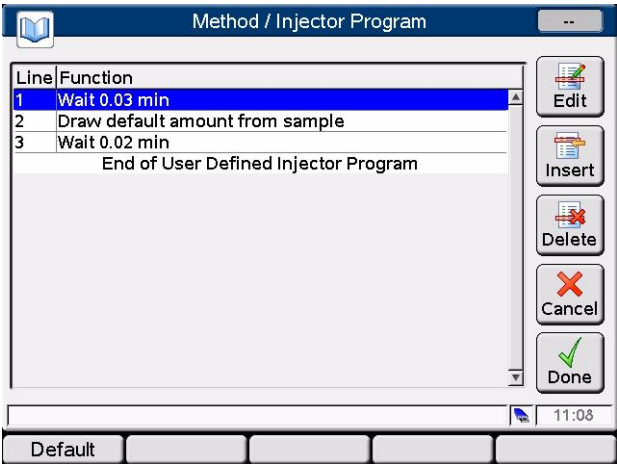 Method / Injector Program
--
Line Function
1 Wait 0.03 min
2 Draw default amount from sample
3 Wait 0.02 min
End of User Defined Injector Program
Edit
Insert
Delete
Cancel
Done
11:08
Default